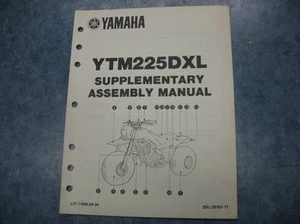 YAMAHA
YTM225DXL
SUPPLEMENTARY
ASSEMBLY MANUAL